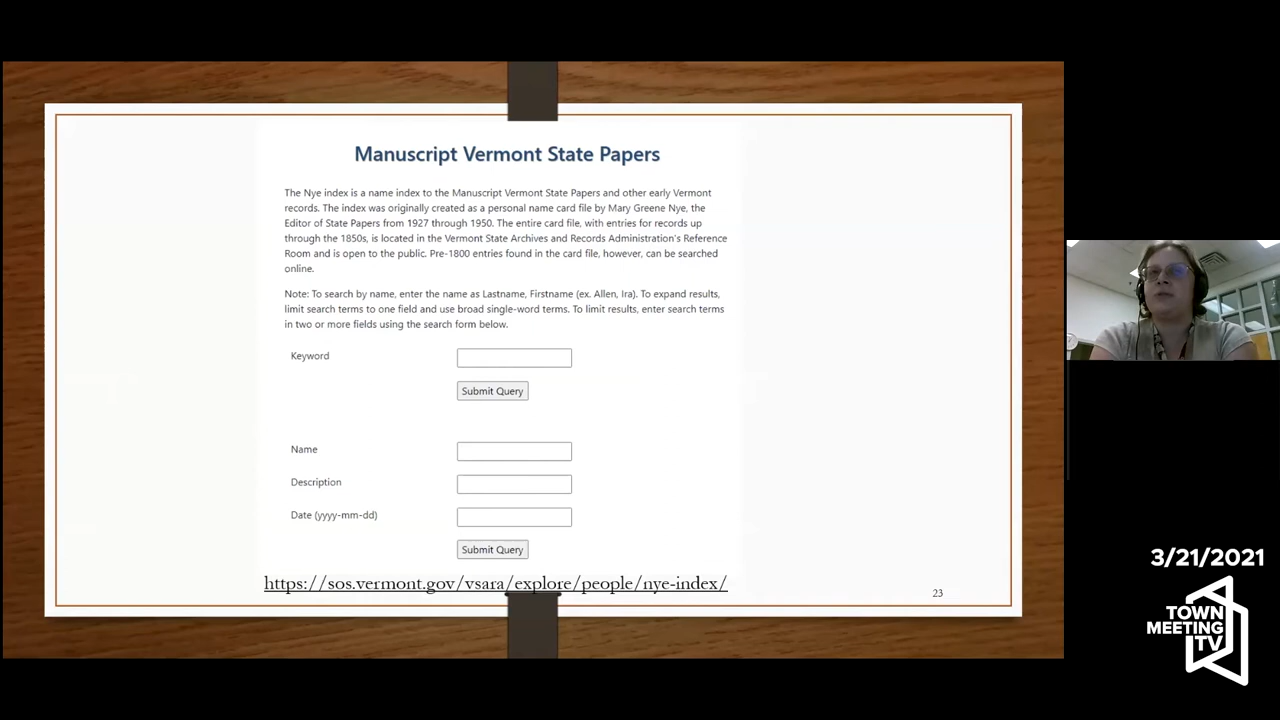 Manuscript Vermont State Papers
The Nye index is a name index to the Manuscript Vermont State Papers and other early Vermont
records. The index was originally created as a personal name card file by Mary Greene Nye, the
Editor of State Papers from 1927 through 1950. The entire card file, with entries for records up
through the 1850s, is located in the Vermont State Archives and Records Administration's Reference
Room and is open to the public. Pre-1800 entries found in the card file, however, can be searched
online.
Note: To search by name, enter the name as Lastname, Firstname (ex. Allen, Ira). To expand results,
limit search terms to one field and use broad single-word terms. To limit results, enter search terms
in two or more fields using the search form below.
Keyword
Submit Query
Name
Description
Date (yyyy-mm-dd)
Submit Query
https://sos.vermont.gov/vsara/explore/people/nye-index/
23
3/21/2021
TOWN
MEETING
TV